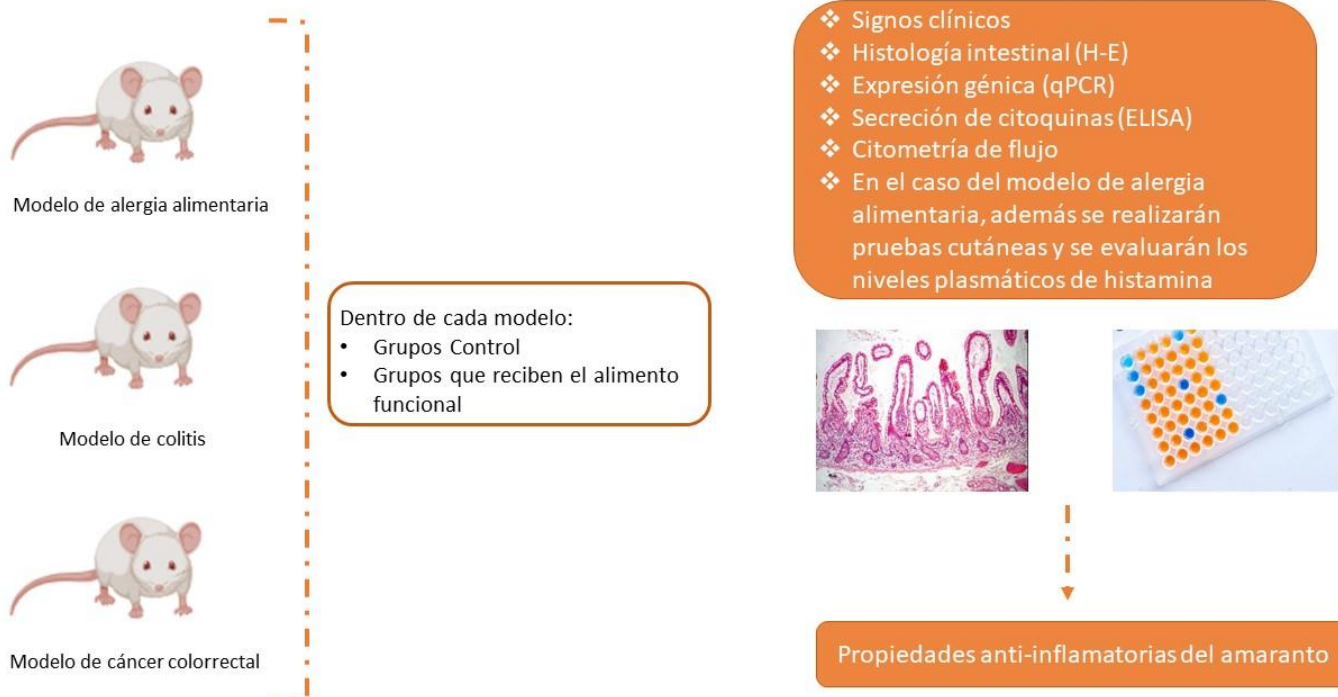 Modelo de alergia alimentaria
Modelo de colitis
Modelo de cáncer colorrectal
Dentro de cada modelo:
• Grupos Control
• Grupos que reciben el alimento
funcional
❖ Signos clínicos
❖ Histología intestinal (H-E)
❖ Expresión génica (qPCR)
❖ Secreción de citoquinas (ELISA)
❖ Citometría de flujo
❖ En el caso del modelo de alergia
alimentaria, además se realizarán
pruebas cutáneas y se evaluarán los
niveles plasmáticos de histamina
Propiedades anti-inflamatorias del amaranto